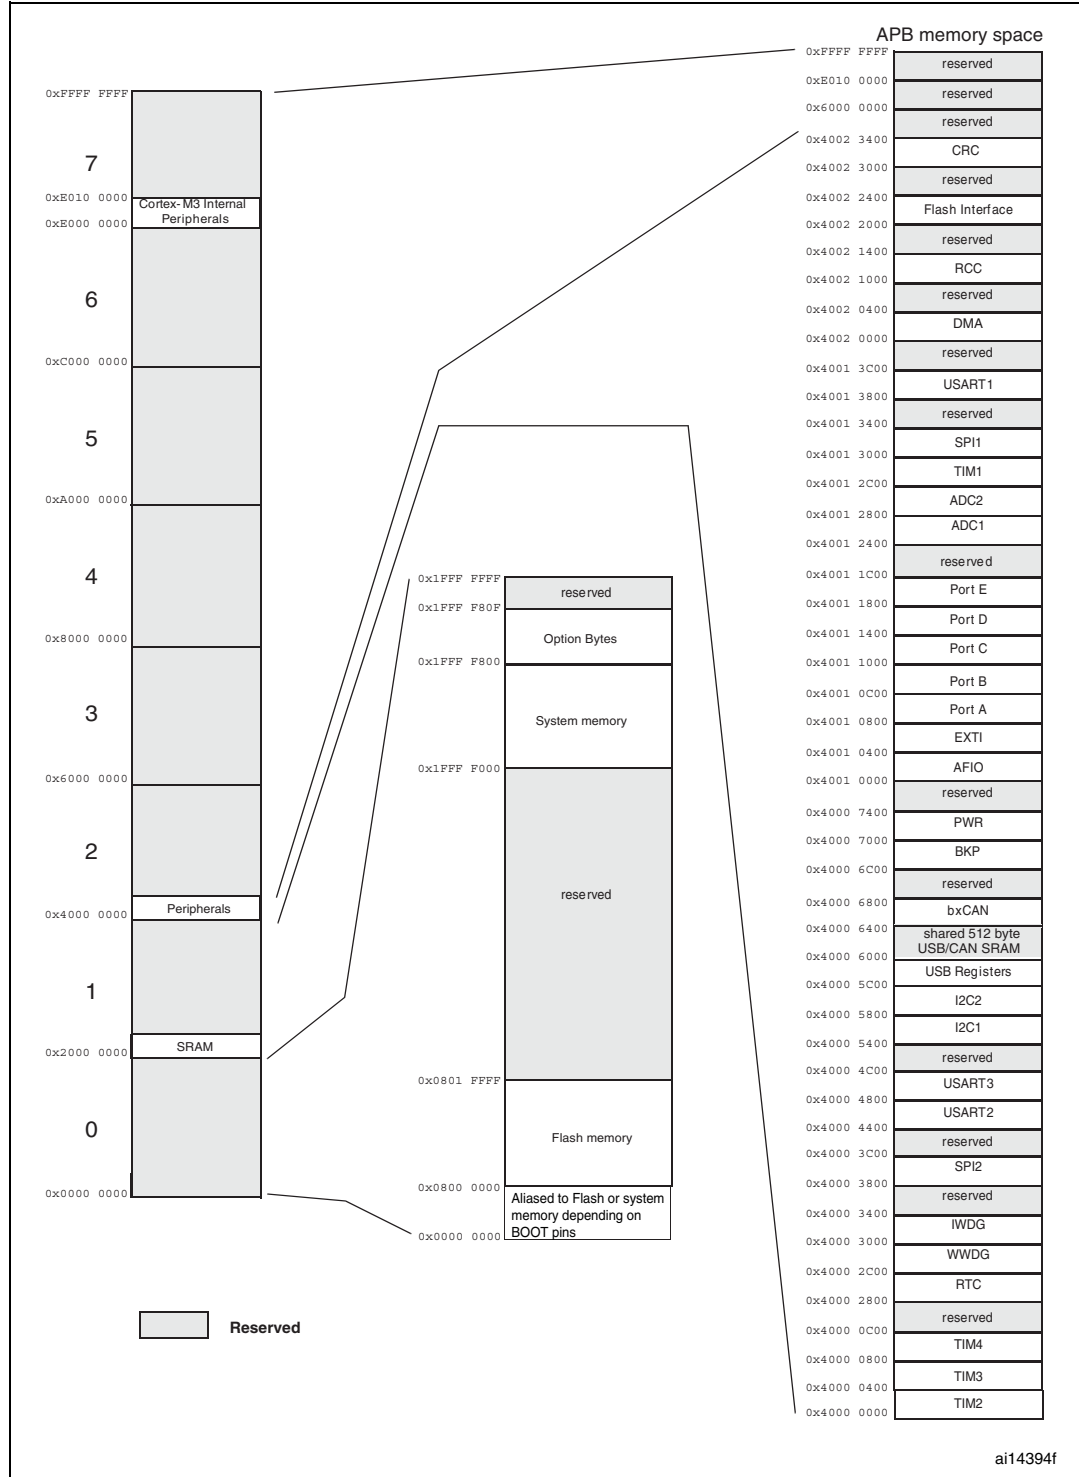 APB memory space
0xFFFF FFFF
reserved
0xE010 0000
reserved
0x6000 0000
reserved
0x4002 3400
CRC
0x4002 3000
reserved
0x4002 2400
Flash Interface
0x4002 2000
reserved
0x4002 1400
RCC
0x4002 1000
reserved
0x4002 0400
DMA
0x4002 0000
reserved
0x4001 3C00
USART1
0x4001 3800
reserved
0x4001 3400
SPI1
0x4001 3000
TIM1
0x4001 2C00
ADC2
0x4001 2800
ADC1
0x4001 2400
reserved
0x4001 1C00
Port E
0x4001 1800
Port D
0x4001 1400
Port C
0x4001 1000
Port B
0x4001 0C00
Port A
0x4001 0800
EXTI
0x4001 0400
AFIO
0x4001 0000
reserved
0x4000 7400
PWR
0x4000 7000
BKP
0x4000 6C00
reserved
0x4000 6800
bxCAN
0x4000 6400
shared 512 byte
USB/CAN SRAM
0x4000 6000
USB Registers
0x4000 5C00
I2C2
0x4000 5800
I2C1
0x4000 5400
reserved
0x4000 4C00
USART3
0x4000 4800
USART2
0x4000 4400
reserved
0x4000 3C00
SPI2
0x4000 3800
reserved
0x4000 3400
IWDG
0x4000 3000
WWDG
0x4000 2C00
RTC
0x4000 2800
reserved
0x4000 0C00
TIM4
0x4000 0800
TIM3
0x4000 0400
TIM2
0x4000 0000
0xFFFF FFFF
7
0xE010 0000
Cortex-M3 Internal
Peripherals
0xE000 0000
6
0xC000 0000
5
0xA000 0000
4
0x8000 0000
3
0x6000 0000
2
Peripherals
0x4000 0000
1
SRAM
0x2000 0000
0
0x0000 0000
0x1FFF FFFF
reserved
0x1FFF F80F
Option Bytes
0x1FFF F800
System memory
0x1FFF F000
reserved
0x0801 FFFF
Flash memory
0x0800 0000
Aliased to Flash or system
memory depending on
BOOT pins
0x0000 0000
Reserved
ai14394f